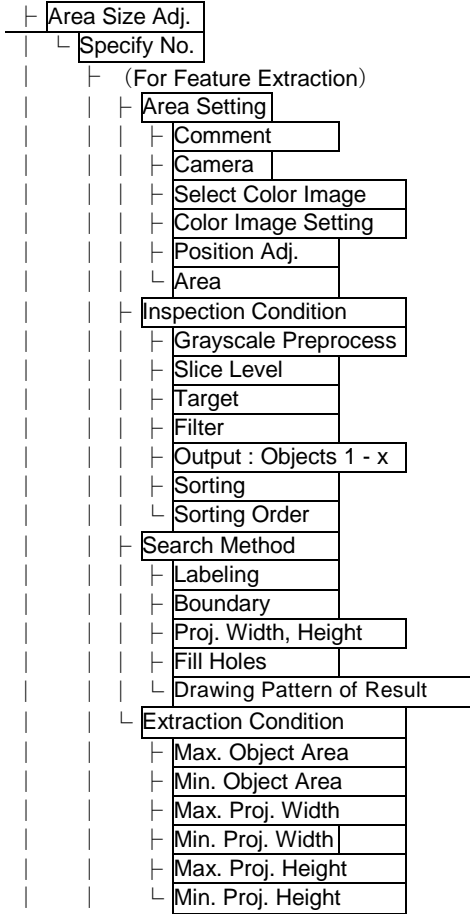 Area Size Adj.
Specify No.
（For Feature Extraction）
Area Setting
Comment
Camera
Select Color Image
Color Image Setting
Position Adj.
Area
Inspection Condition
Grayscale Preprocess
Slice Level
Target
Filter
Output : Objects 1 - x
Sorting
Sorting Order
Search Method
Labeling
Boundary
Proj. Width, Height
Fill Holes
Drawing Pattern of Result
Extraction Condition
Max. Object Area
Min. Object Area
Max. Proj. Width
Min. Proj. Width
Max. Proj. Height
Min. Proj. Height